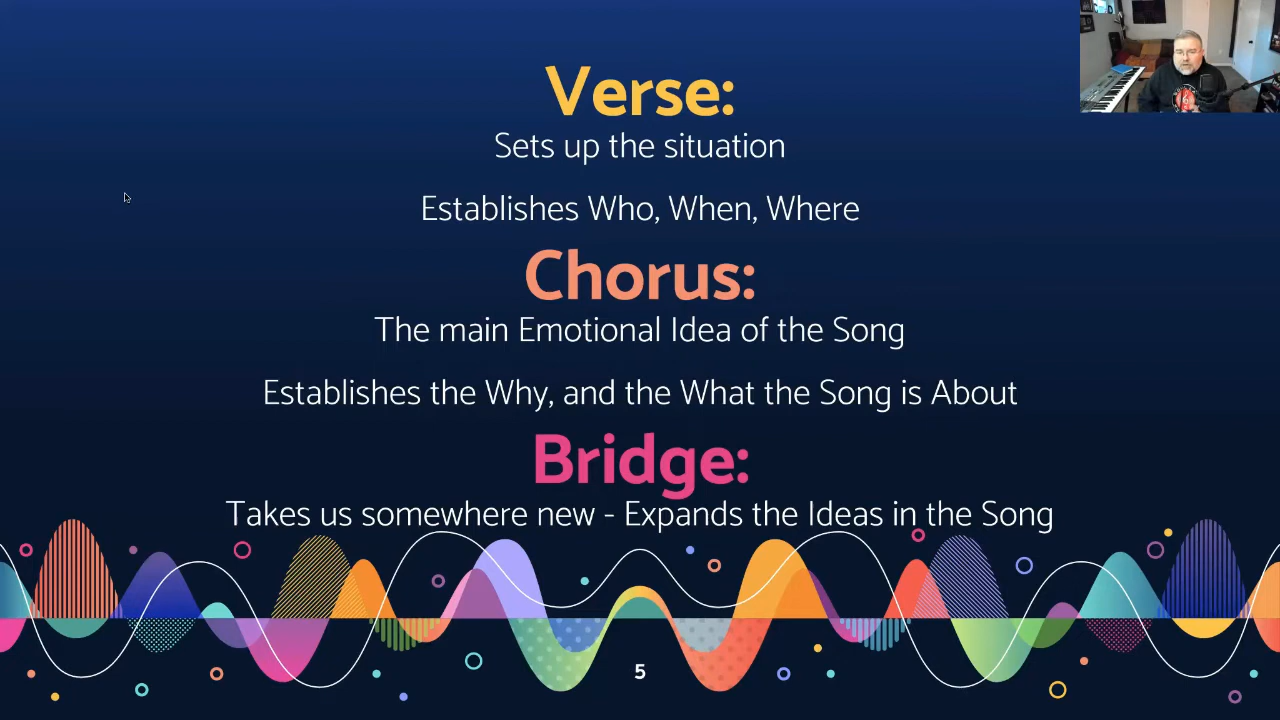 Verse:
Sets up the situation
Establishes Who, When, Where
Chorus:
The main Emotional Idea of the Song
Establishes the Why, and the What the Song is About
Bridge:
Takes us somewhere new - Expands the Ideas in the Song
5